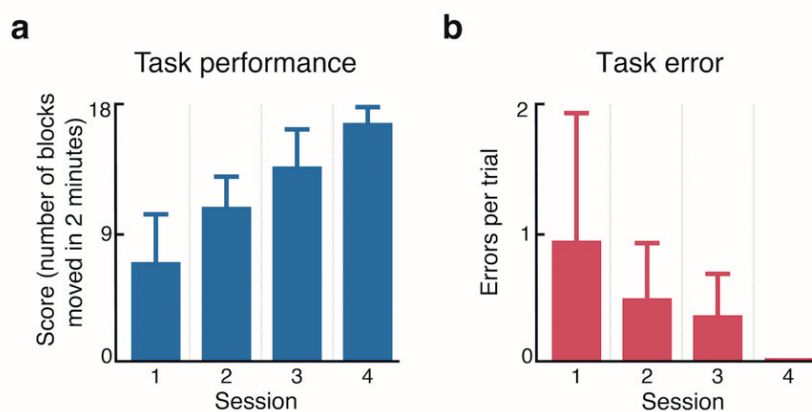 a
Task performance
Score (number of blocks
moved in 2 minutes)
18
9
0
1 2 3 4
Session
b
Task error
Errors per trial
2
1
0
1 2 3 4
Session